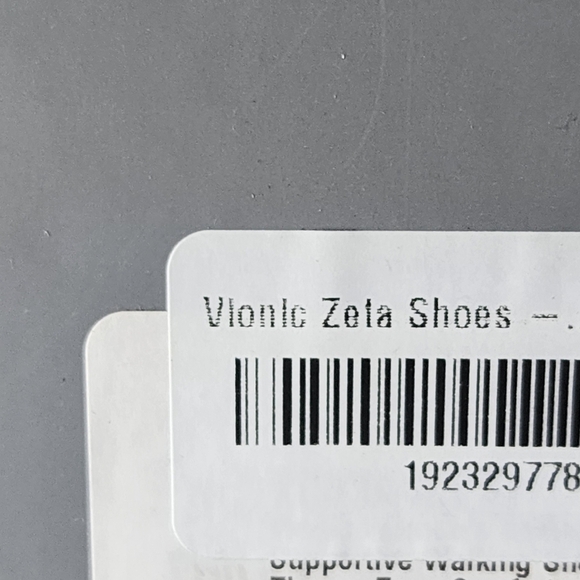 Vionic Zeta Shoes – .
192329778
Supportive Walking